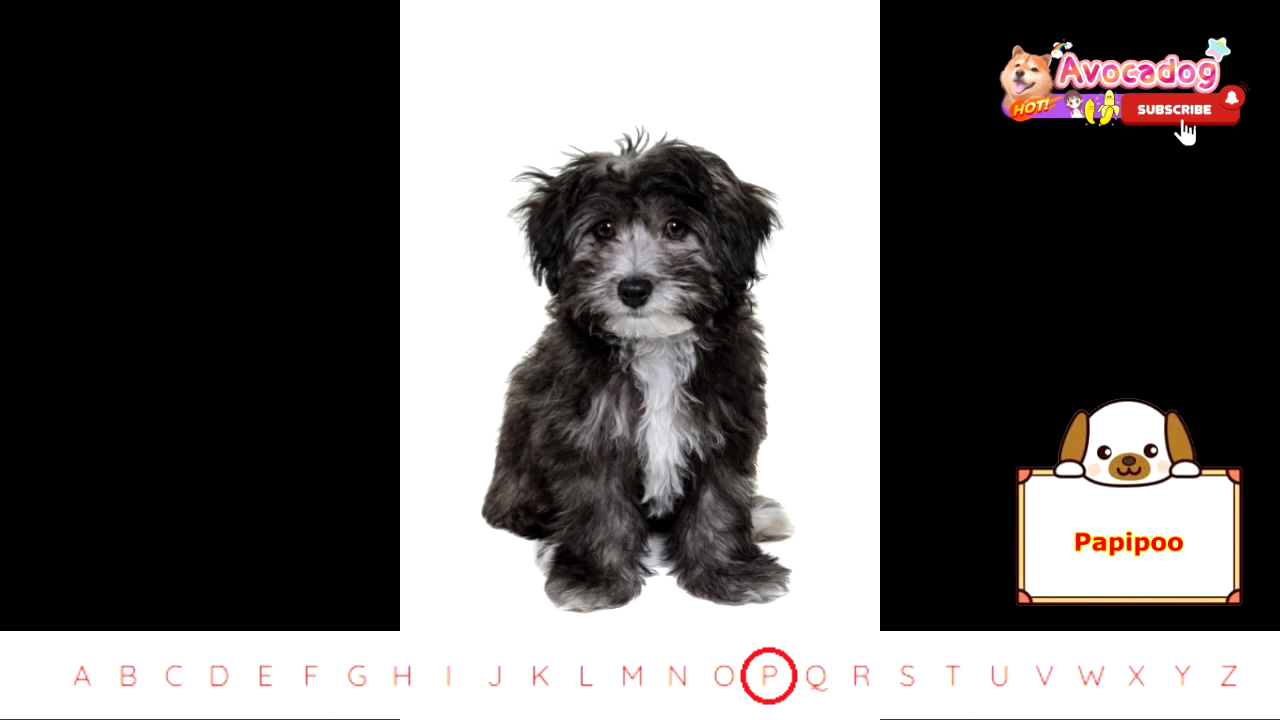 Avocadog
HOT!
SUBSCRIBE
Papipoo
A B C D E F G H I J K L M N O P Q R S T U V W X Y Z